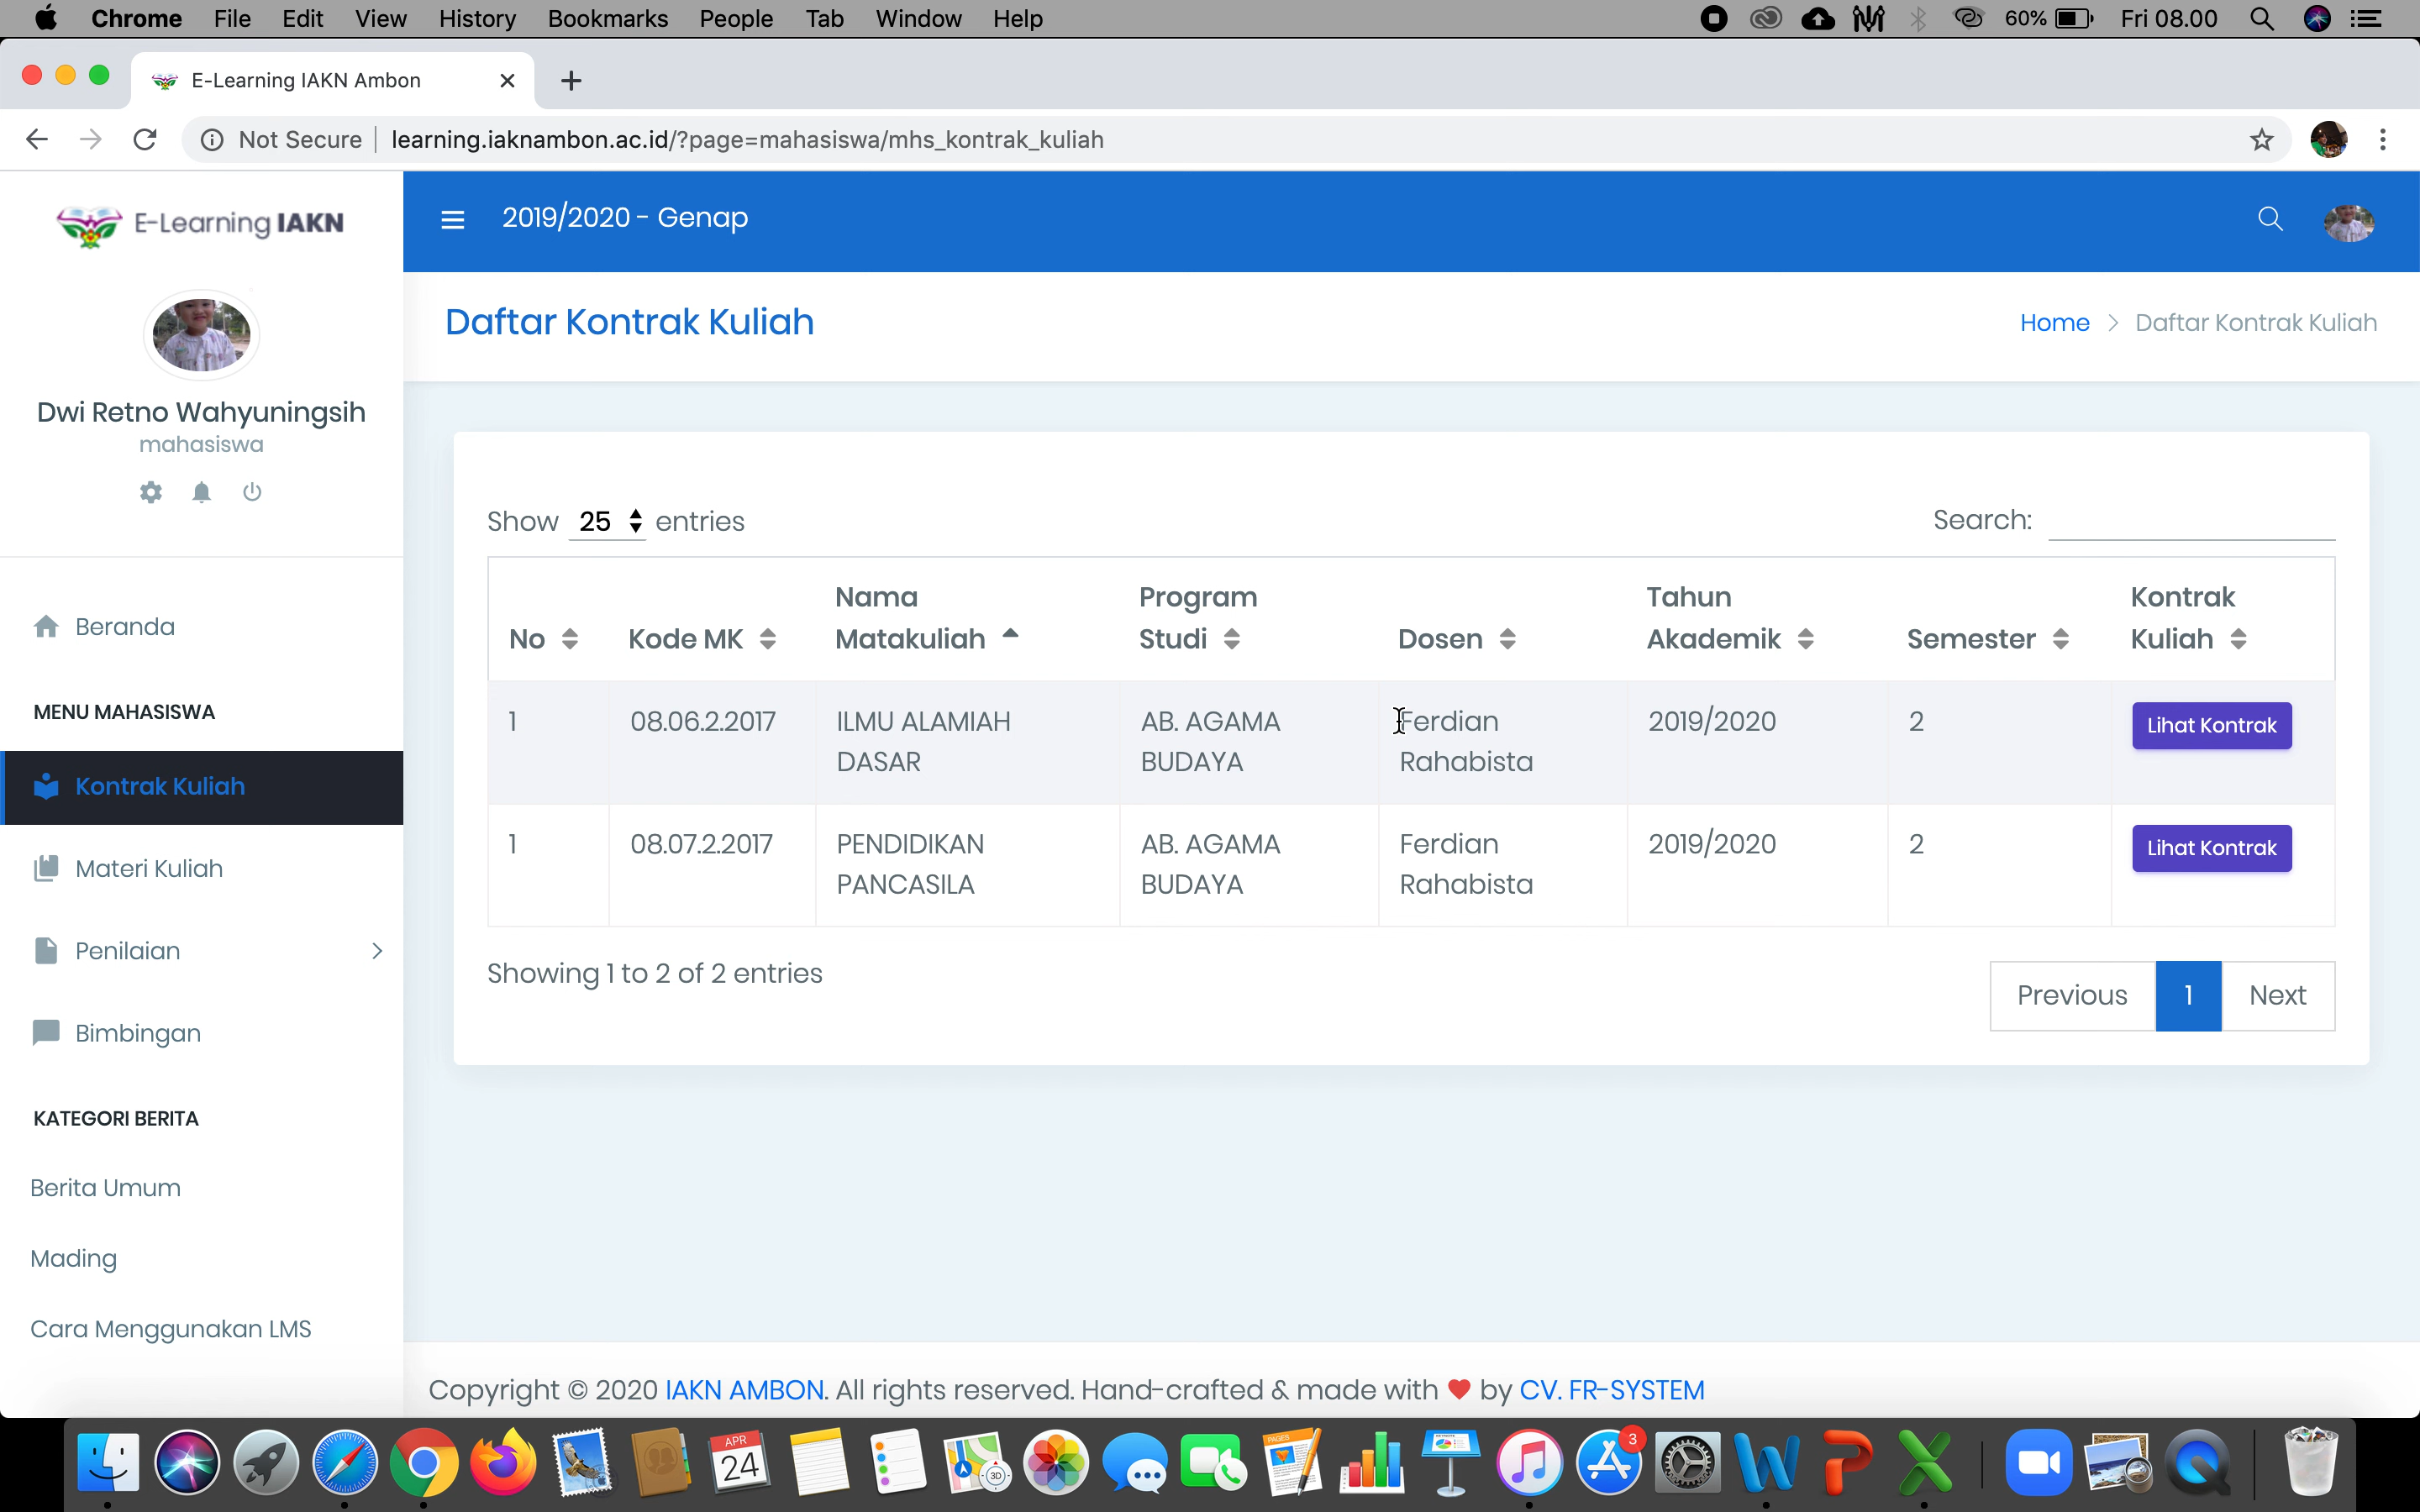 Chrome File Edit View History Bookmarks People Tab Window Help 60% Fri 08.00
E-Learning IAKN Ambon
Not Secure learning.iaknambon.ac.id/?page=mahasiswa/mhs_kontrak_kuliah
E-Learning IAKN
2019/2020 - Genap
Daftar Kontrak Kuliah
Home > Daftar Kontrak Kuliah
Dwi Retno Wahyuningsih
mahasiswa
Beranda
MENU MAHASISWA
Kontrak Kuliah
Materi Kuliah
Penilaian
Bimbingan
KATEGORI BERITA
Berita Umum
Mading
Cara Menggunakan LMS
Show 25 entries
Search:
No Kode MK Nama Matakuliah Program Studi Dosen Tahun Akademik Semester Kontrak Kuliah
1 08.06.2.2017 ILMU ALAMIAH DASAR AB. AGAMA BUDAYA Ferdian Rahabista 2019/2020 2 Lihat Kontrak
1 08.07.2.2017 PENDIDIKAN PANCASILA AB. AGAMA BUDAYA Ferdian Rahabista 2019/2020 2 Lihat Kontrak
Showing 1 to 2 of 2 entries
Previous 1 Next
Copyright © 2020 IAKN AMBON. All rights reserved. Hand-crafted & made with ❤ by CV. FR-SYSTEM
APR
24
3D
PAGES
3